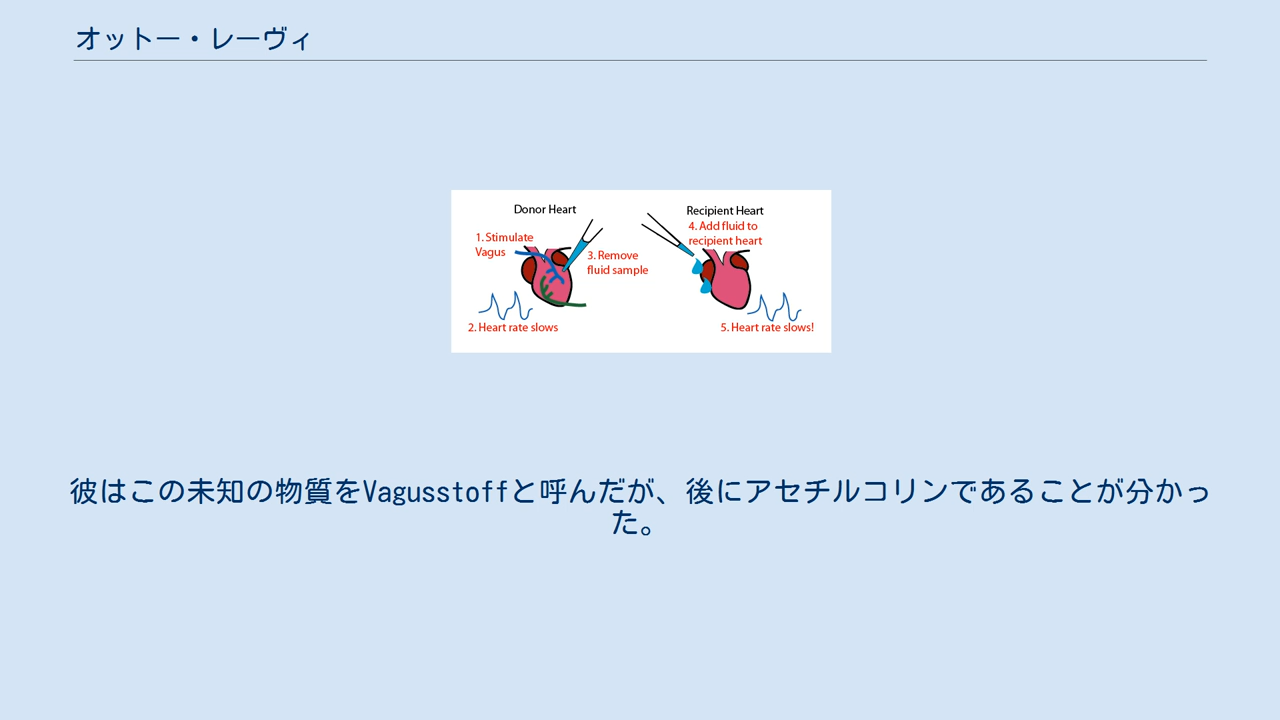 オットー・レーヴィ
Donor Heart
1. Stimulate
Vagus
3. Remove
fluid sample
2. Heart rate slows
Recipient Heart
4. Add fluid to
recipient heart
5. Heart rate slows!
彼はこの未知の物質をVagusstoffと呼んだが、後にアセチルコリンであることが分かっ
た。